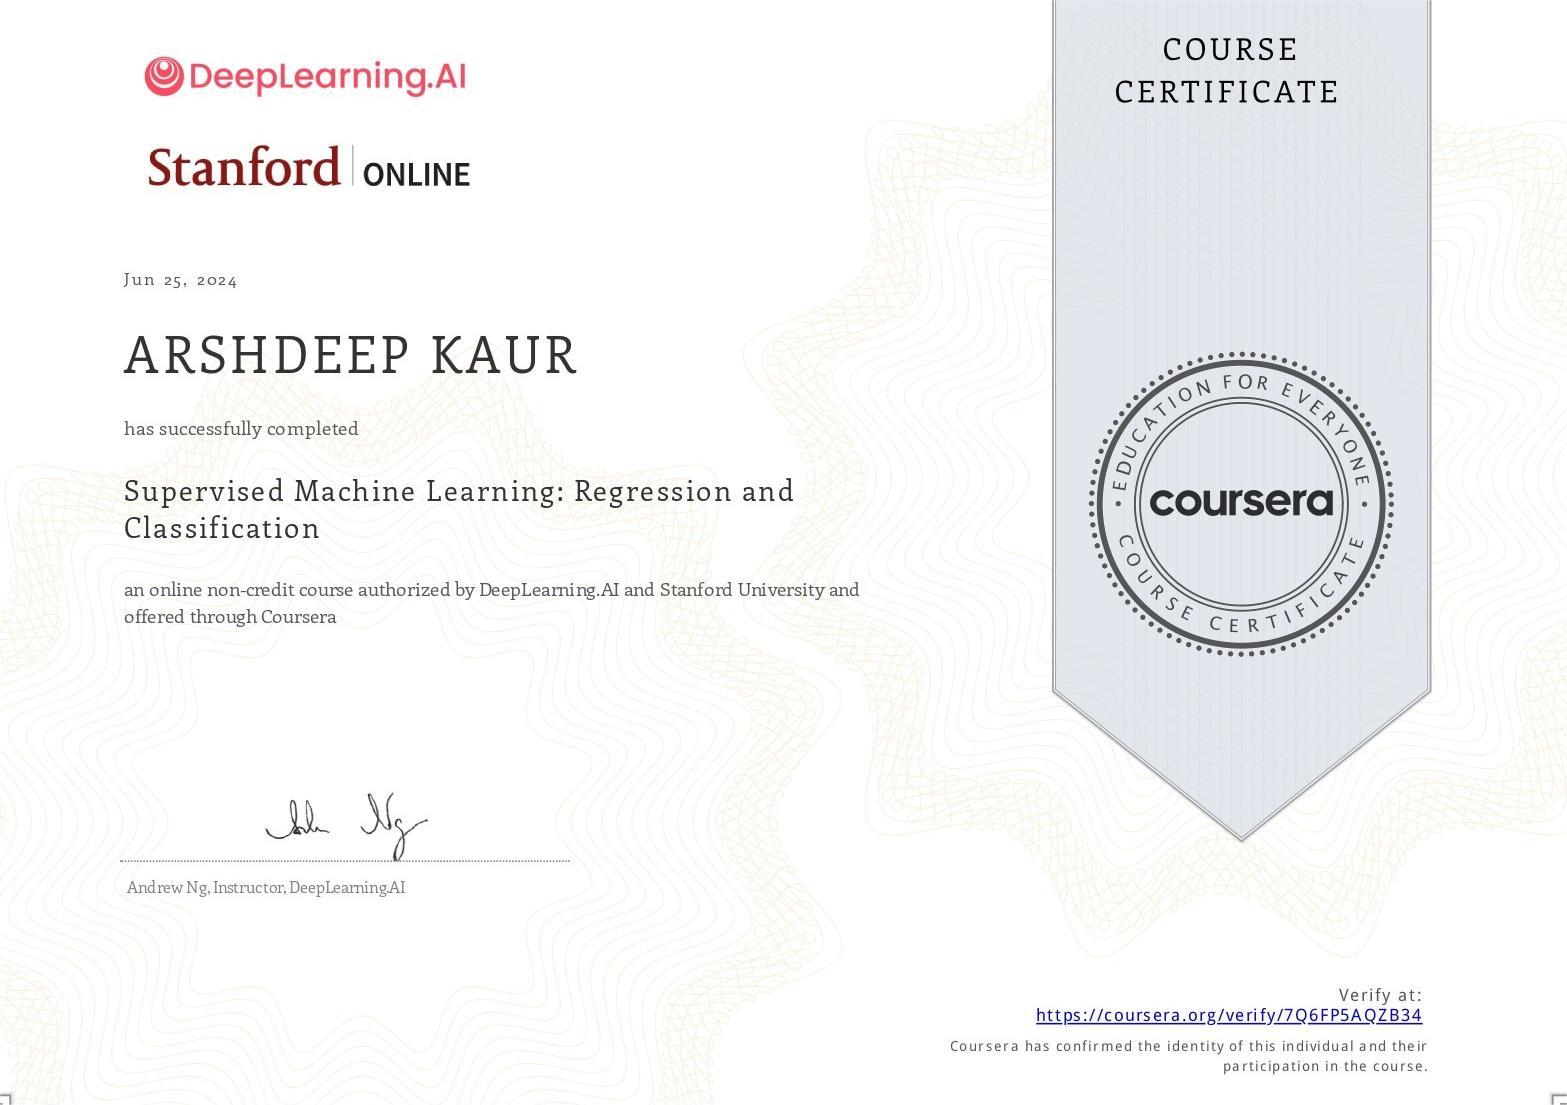 DeepLearning.AI
Stanford | ONLINE
Jun 25, 2024
ARSHDEEP KAUR
has successfully completed
Supervised Machine Learning: Regression and
Classification
an online non-credit course authorized by DeepLearning.AI and Stanford University and
offered through Coursera
Andrew Ng
Andrew Ng, Instructor, DeepLearning.AI
COURSE
CERTIFICATE
EDUCATION FOR EVERYONE
coursera
COURSE CERTIFICATE
Verify at:
https://coursera.org/verify/7Q6FP5AQZB34
Coursera has confirmed the identity of this individual and their
participation in the course.